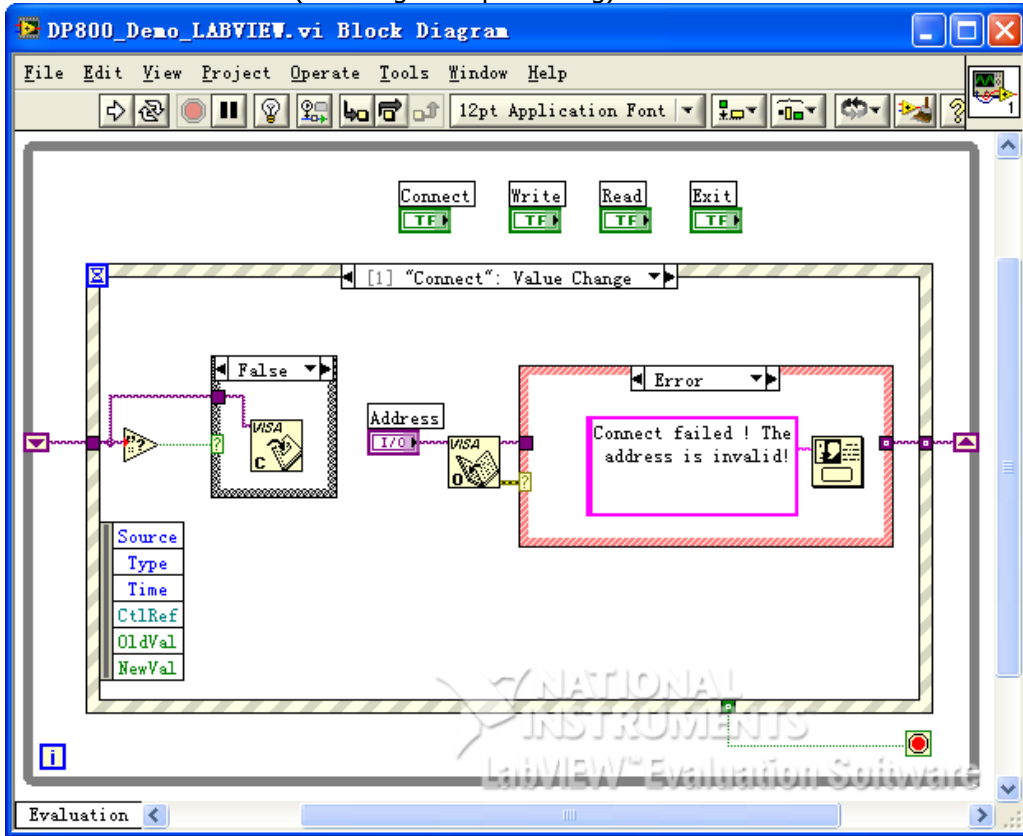 DP800_Demo_LABVIEW.vi Block Diagram
File Edit View Project Operate Tools Window Help
12pt Application Font
1
Connect Write Read Exit
TF TF TF TF
[1] "Connect": Value Change
False
Error
Address
"?
VISA
C
?
I/O
VISA
O
?
Connect failed ! The
address is invalid!
Source
Type
Time
CtlRef
OldVal
NewVal
NATIONAL
INSTRUMENTS
LabVIEW™ Evaluation Software
i
Evaluation